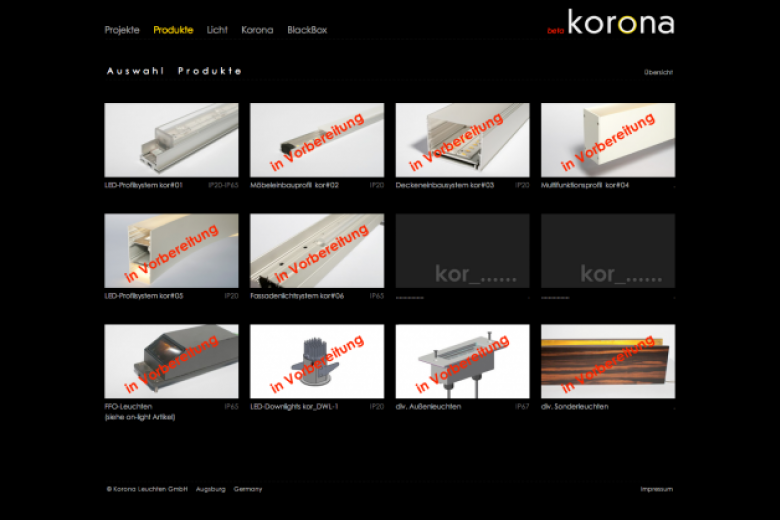 Projekte Produkte Licht Korona BlackBox
beta korona
Auswahl Produkte
Übersicht
in Vorbereitung
in Vorbereitung
in Vorbereitung
LED-Profilsystem kor#01 IP20-IP65
Möbeleinbauprofil kor#02 IP20
Deckeneinbausystem kor#03 IP20
Multifunktionsprofil kor#04 .
in Vorbereitung
in Vorbereitung
kor_......
kor_......
LED-Profilsystem kor#05 IP20
Fassadenlichtsystem kor#06 IP65
........ .
........ .
in Vorbereitung
in Vorbereitung
in Vorbereitung
in Vorbereitung
FFO-Leuchten IP65
(siehe on-light Artikel)
LED-Downlights kor_DWL-1 IP20
div. Außenleuchten IP67
div. Sonderleuchten .
© Korona Leuchten GmbH Augsburg Germany
Impressum